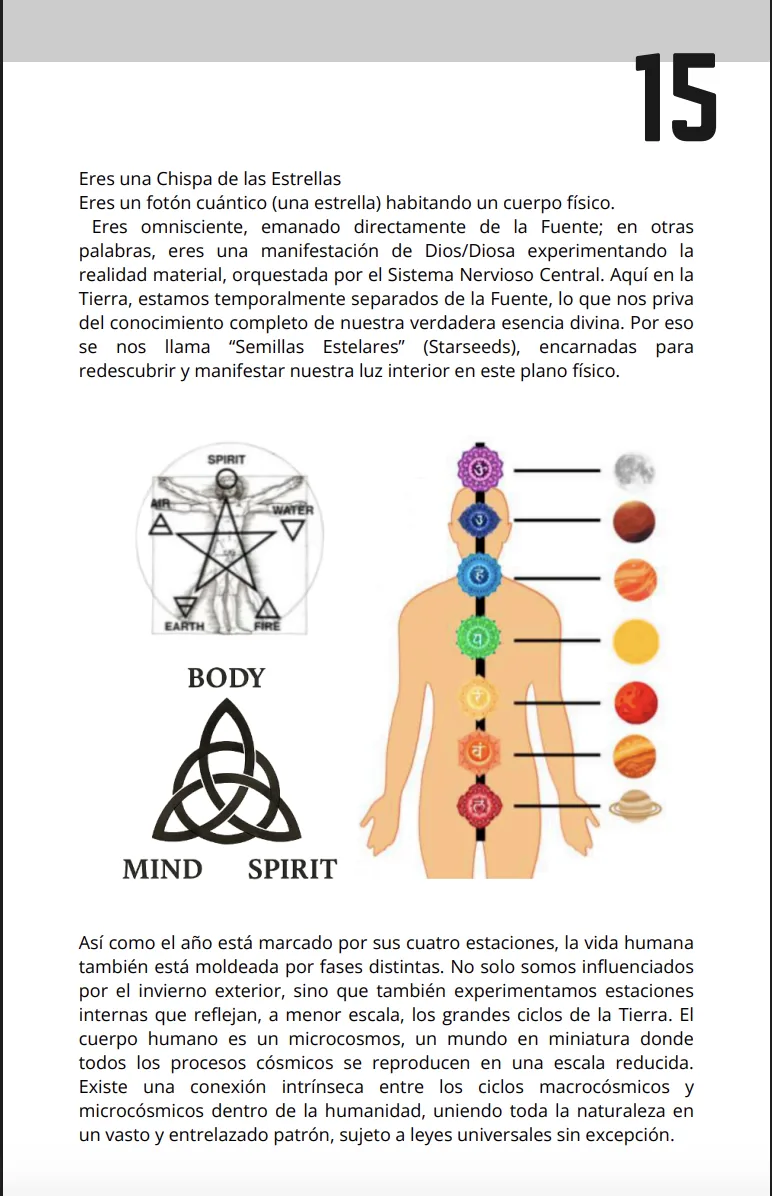 15
Eres una Chispa de las Estrellas
Eres un fotón cuántico (una estrella) habitando un cuerpo físico.
Eres omnisciente, emanado directamente de la Fuente; en otras
palabras, eres una manifestación de Dios/Diosa experimentando la
realidad material, orquestada por el Sistema Nervioso Central. Aquí en la
Tierra, estamos temporalmente separados de la Fuente, lo que nos priva
del conocimiento completo de nuestra verdadera esencia divina. Por eso
se nos llama “Semillas Estelares” (Starseeds), encarnadas para
redescubrir y manifestar nuestra luz interior en este plano físico.
SPIRIT
AIR
WATER
EARTH
FIRE
BODY
MIND SPIRIT
ॐ
ह
य
र
वं
लं
Así como el año está marcado por sus cuatro estaciones, la vida humana
también está moldeada por fases distintas. No solo somos influenciados
por el invierno exterior, sino que también experimentamos estaciones
internas que reflejan, a menor escala, los grandes ciclos de la Tierra. El
cuerpo humano es un microcosmos, un mundo en miniatura donde
todos los procesos cósmicos se reproducen en una escala reducida.
Existe una conexión intrínseca entre los ciclos macrocósmicos y
microcósmicos dentro de la humanidad, uniendo toda la naturaleza en
un vasto y entrelazado patrón, sujeto a leyes universales sin excepción.